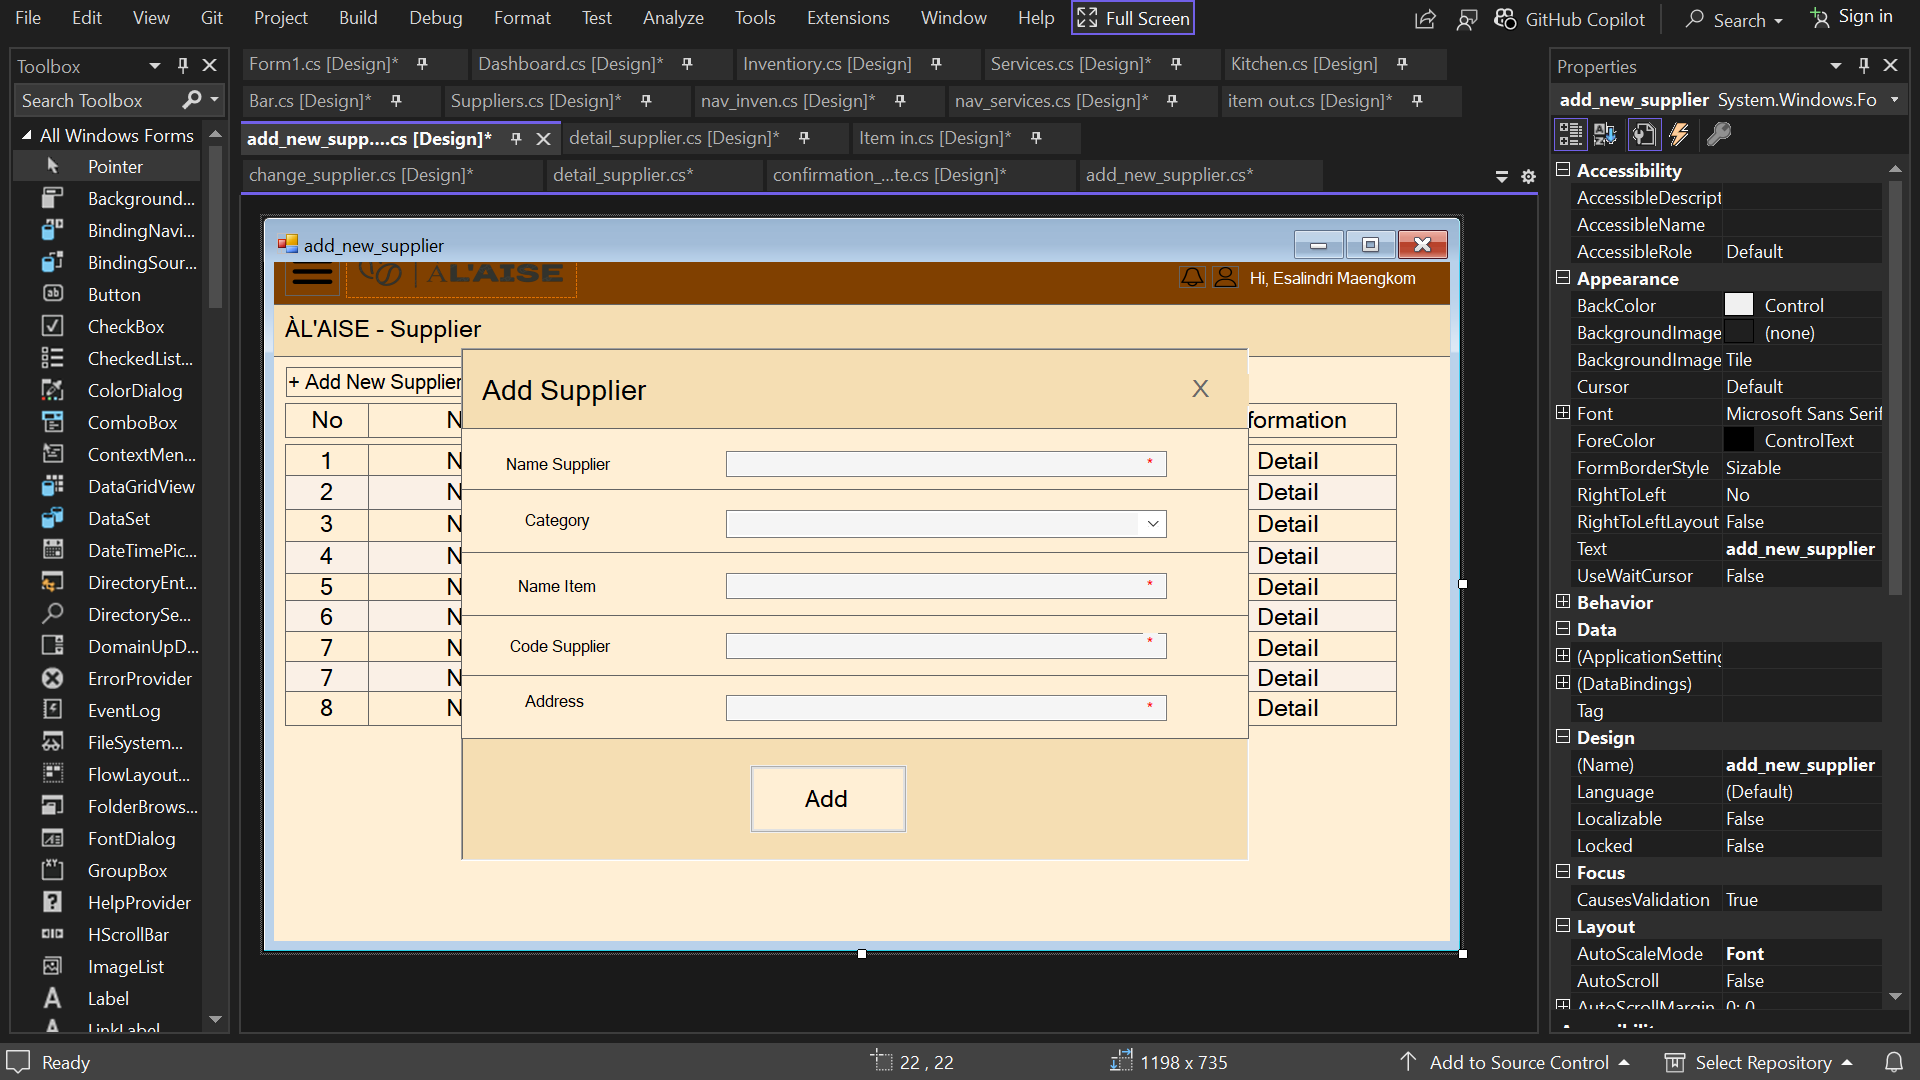 File Edit View Git Project Build Debug Format Test Analyze Tools Extensions Window Help Full Screen GitHub Copilot Search Sign in
Toolbox
Search Toolbox
All Windows Forms
Pointer
Background...
BindingNavi...
BindingSour...
Button
CheckBox
CheckedList...
ColorDialog
ComboBox
ContextMen...
DataGridView
DataSet
DateTimePic...
DirectoryEnt...
DirectorySe...
DomainUpD...
ErrorProvider
EventLog
FileSystem...
FlowLayout...
FolderBrows...
FontDialog
GroupBox
HelpProvider
HScrollBar
ImageList
Label
LinkLabel
Form1.cs [Design]* Dashboard.cs [Design]* Inventiory.cs [Design] Services.cs [Design]* Kitchen.cs [Design]
Bar.cs [Design]* Suppliers.cs [Design]* nav_inven.cs [Design]* nav_services.cs [Design]* item out.cs [Design]*
add_new_supp....cs [Design]* detail_supplier.cs [Design]* Item in.cs [Design]*
change_supplier.cs [Design]* detail_supplier.cs* confirmation_...te.cs [Design]* add_new_supplier.cs*
add_new_supplier
ÀL'AISE Hi, Esalindri Maengkom
ÀL'AISE - Supplier
+ Add New Supplier
No N formation
1 N Detail
2 N Detail
3 N Detail
4 N Detail
5 N Detail
6 N Detail
7 N Detail
7 N Detail
8 N Detail
Add Supplier X
Name Supplier *
Category
Name Item *
Code Supplier *
Address *
Add
Properties
add_new_supplier System.Windows.Fo
Accessibility
AccessibleDescript
AccessibleName
AccessibleRole Default
Appearance
BackColor Control
BackgroundImage (none)
BackgroundImage Tile
Cursor Default
Font Microsoft Sans Serif
ForeColor ControlText
FormBorderStyle Sizable
RightToLeft No
RightToLeftLayout False
Text add_new_supplier
UseWaitCursor False
Behavior
Data
(ApplicationSetting
(DataBindings)
Tag
Design
(Name) add_new_supplier
Language (Default)
Localizable False
Locked False
Focus
CausesValidation True
Layout
AutoScaleMode Font
AutoScroll False
AutoScrollMargin 0; 0
Accessibility
Ready 22 , 22 1198 x 735 Add to Source Control Select Repository